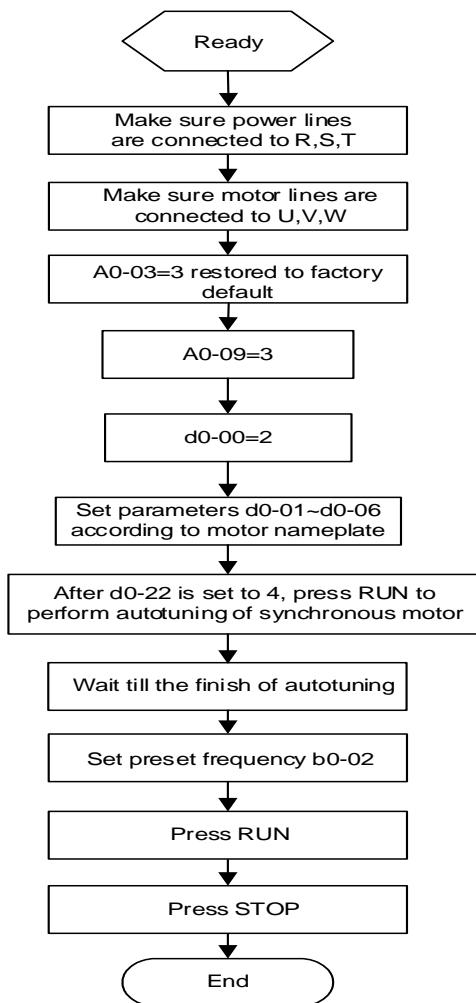 Ready
Make sure power lines
are connected to R,S,T
Make sure motor lines are
connected to U,V,W
A0-03=3 restored to factory
default
A0-09=3
d0-00=2
Set parameters d0-01~d0-06
according to motor nameplate
After d0-22 is set to 4, press RUN to
perform autotuning of synchronous motor
Wait till the finish of autotuning
Set preset frequency b0-02
Press RUN
Press STOP
End